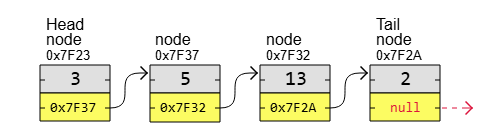 Head
node
0x7F23
3
0x7F37
node
0x7F37
5
0x7F32
node
0x7F32
13
0x7F2A
Tail
node
0x7F2A
2
null